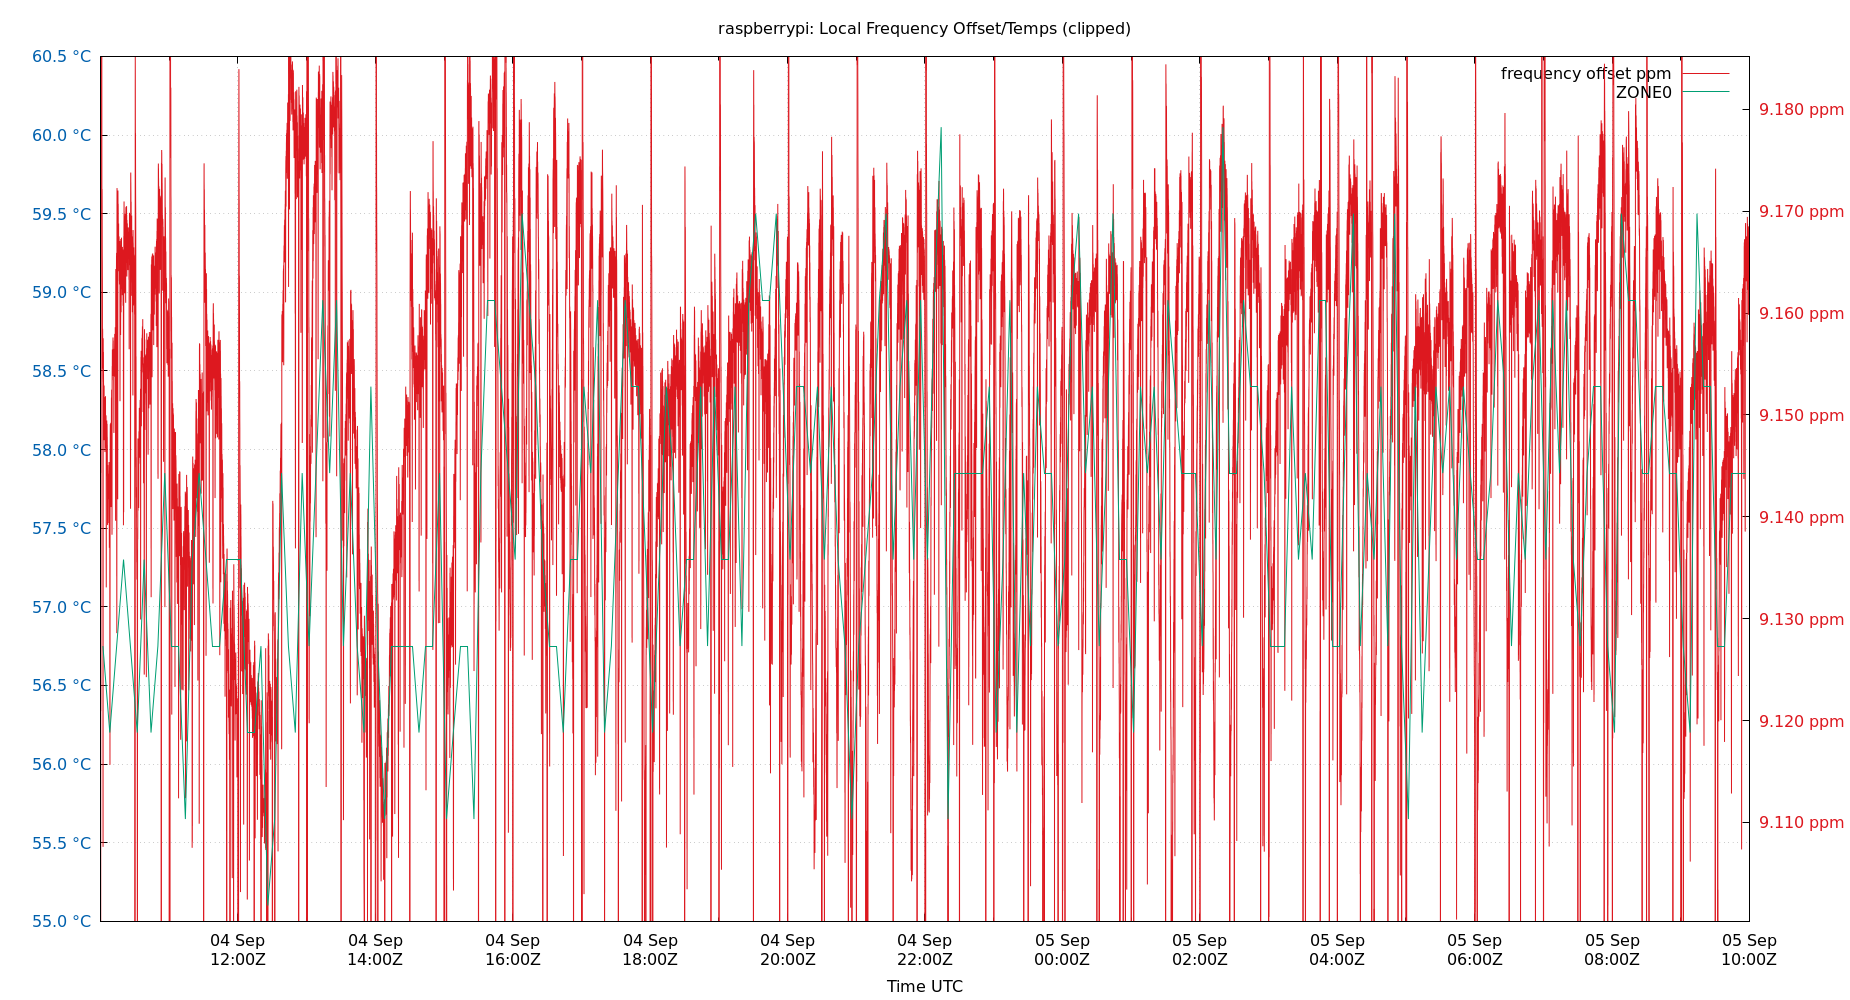 raspberrypi: Local Frequency Offset/Temps (clipped)
60.5 °C
60.0 °C
59.5 °C
59.0 °C
58.5 °C
58.0 °C
57.5 °C
57.0 °C
56.5 °C
56.0 °C
55.5 °C
55.0 °C
frequency offset ppm
ZONE0
9.180 ppm
9.170 ppm
9.160 ppm
9.150 ppm
9.140 ppm
9.130 ppm
9.120 ppm
9.110 ppm
04 Sep 04 Sep 04 Sep 04 Sep 04 Sep 04 Sep 05 Sep 05 Sep 05 Sep 05 Sep 05 Sep 05 Sep
12:00Z 14:00Z 16:00Z 18:00Z 20:00Z 22:00Z 00:00Z 02:00Z 04:00Z 06:00Z 08:00Z 10:00Z
Time UTC